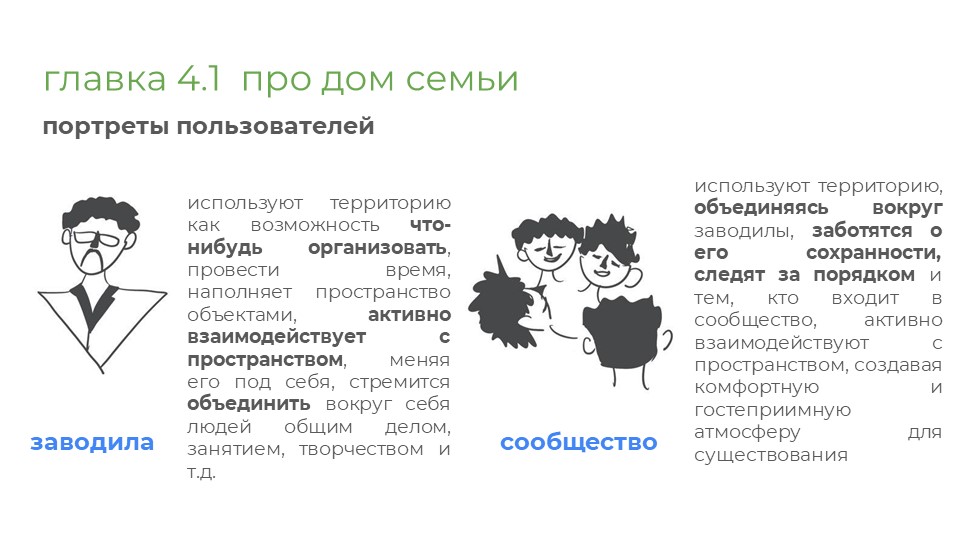 главка 4.1 про дом семьи
портреты пользователей
используют территорию
как возможность что-
нибудь организовать,
провести время,
наполняет пространство
объектами, активно
взаимодействует с
пространством, меняя
его под себя, стремится
объединить вокруг себя
людей общим делом,
занятием, творчеством и
т.д.
заводила
используют территорию,
объединяясь вокруг
заводилы, заботятся о
его сохранности,
следят за порядком и
тем, кто входит в
сообщество, активно
взаимодействуют с
пространством, создавая
комфортную и
гостеприимную
атмосферу для
существования
сообщество